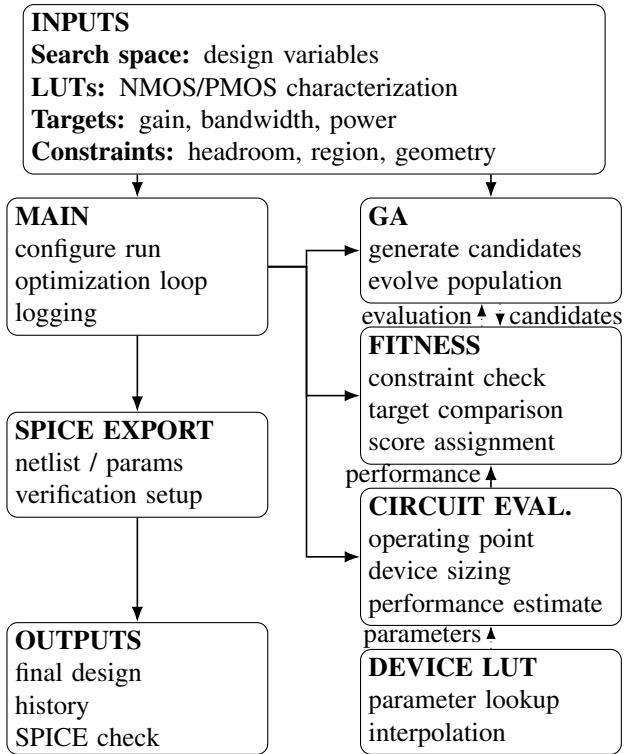 INPUTS
Search space: design variables
LUTs: NMOS/PMOS characterization
Targets: gain, bandwidth, power
Constraints: headroom, region, geometry
MAIN
configure run
optimization loop
logging
GA
generate candidates
evolve population
evaluation
candidates
FITNESS
constraint check
target comparison
score assignment
SPICE EXPORT
netlist / params
verification setup
performance
CIRCUIT EVAL.
operating point
device sizing
performance estimate
parameters
OUTPUTS
final design
history
SPICE check
DEVICE LUT
parameter lookup
interpolation